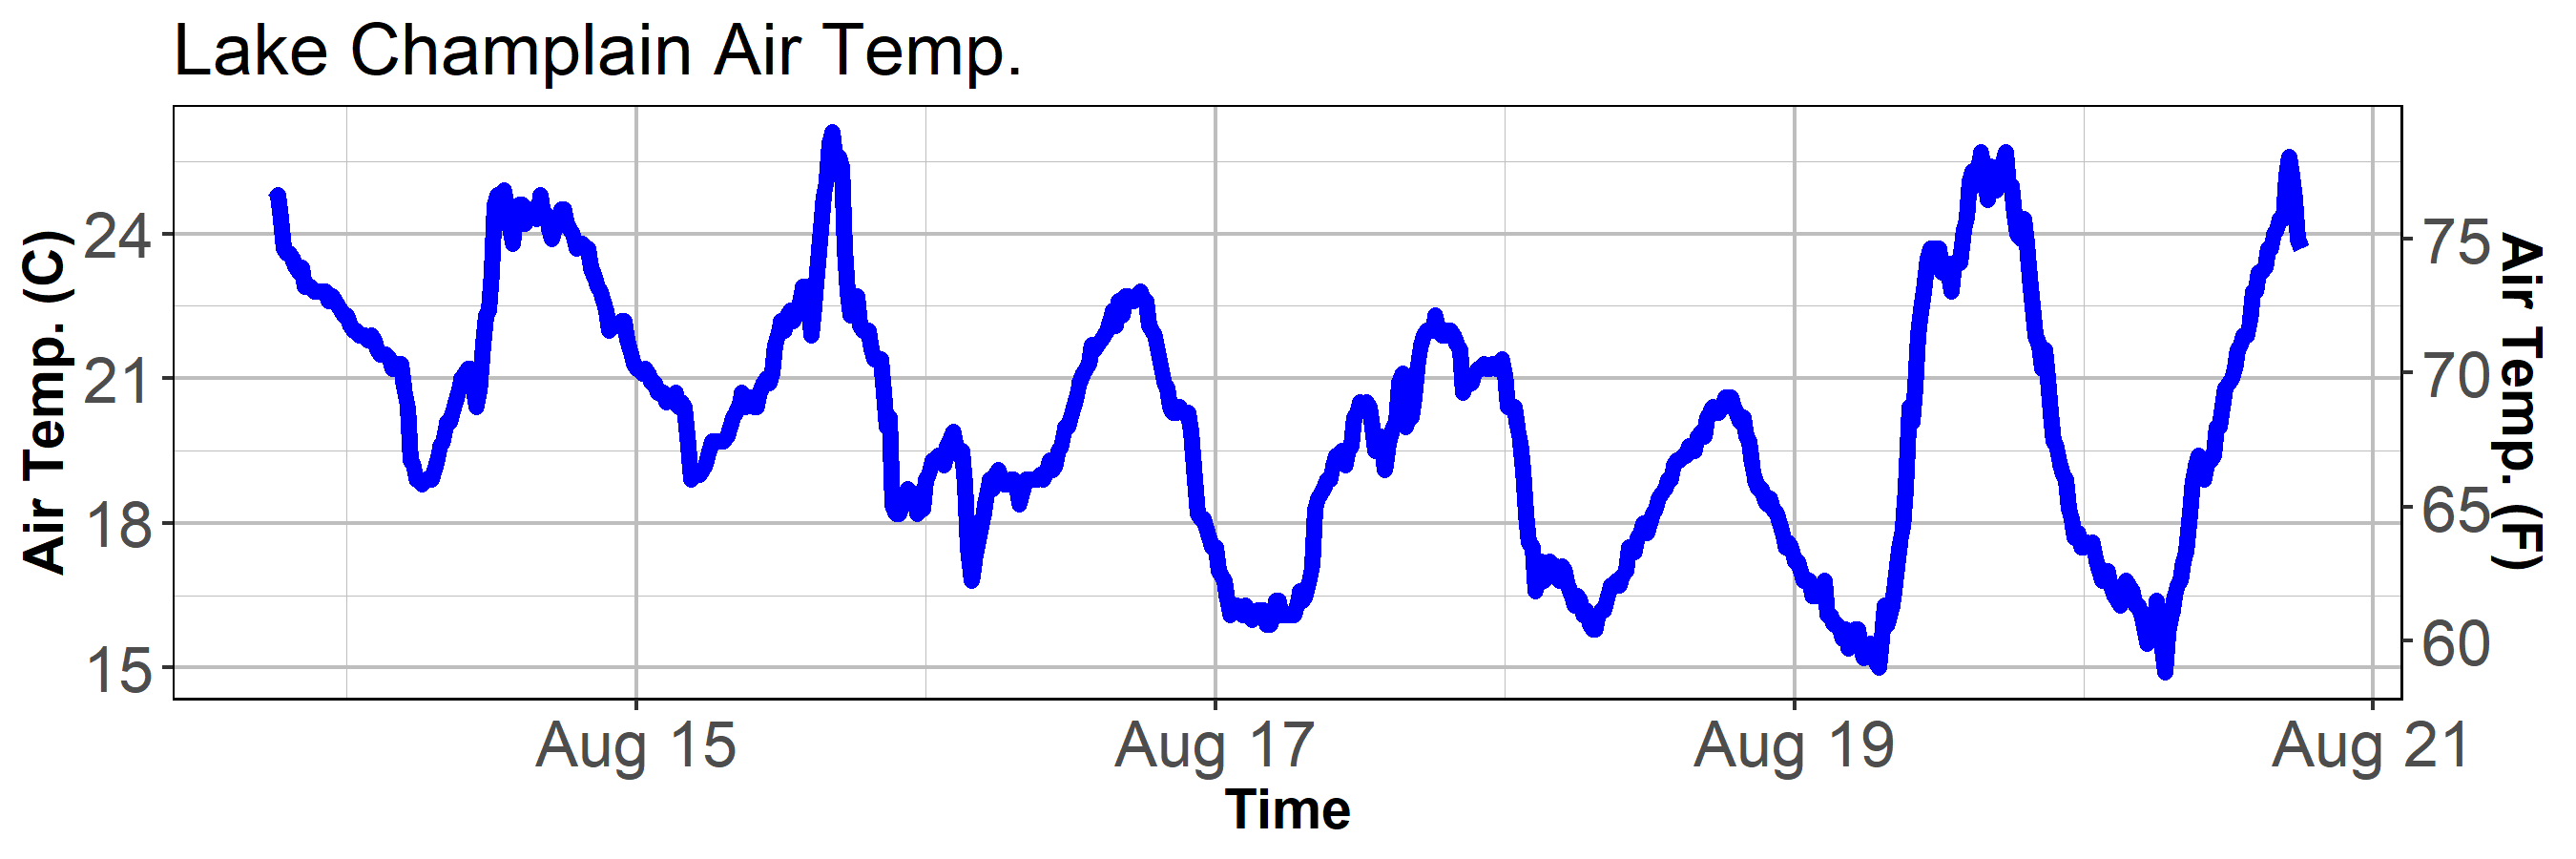 Lake Champlain Air Temp.
Air Temp. (C)
24
21
18
15
75
70
65
60
Air Temp. (F)
Aug 15 Aug 17 Aug 19 Aug 21
Time